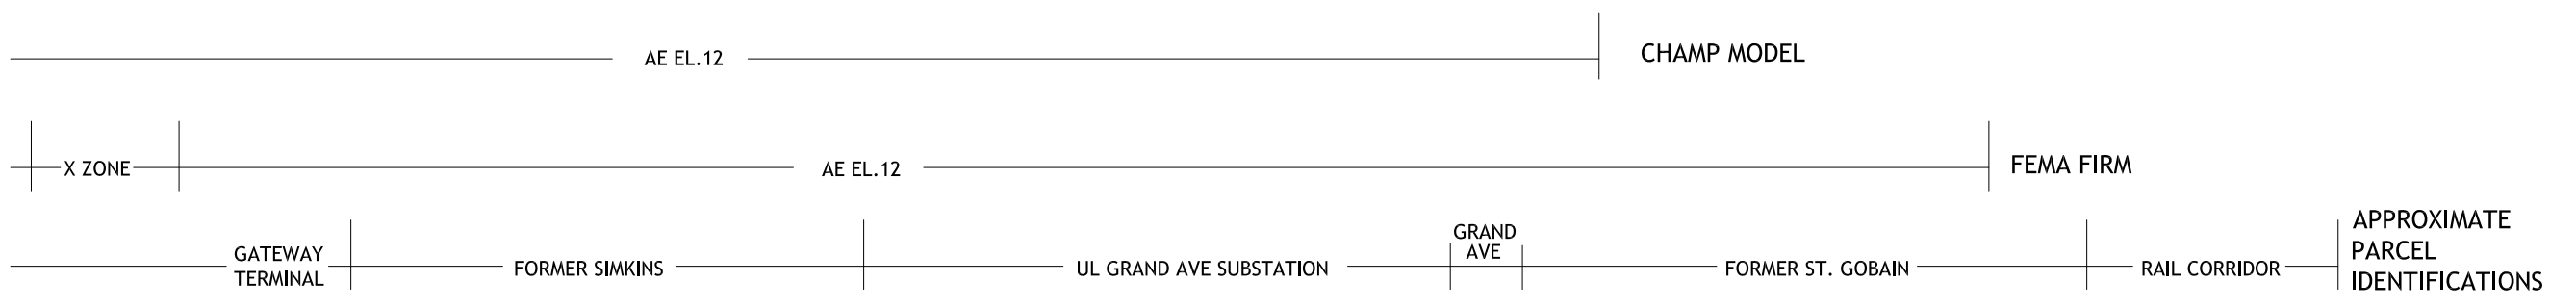 AE EL.12
CHAMP MODEL
X ZONE
AE EL.12
FEMA FIRM
GATEWAY
TERMINAL
FORMER SIMKINS
UL GRAND AVE SUBSTATION
GRAND
AVE
FORMER ST. GOBAIN
RAIL CORRIDOR
APPROXIMATE
PARCEL
IDENTIFICATIONS